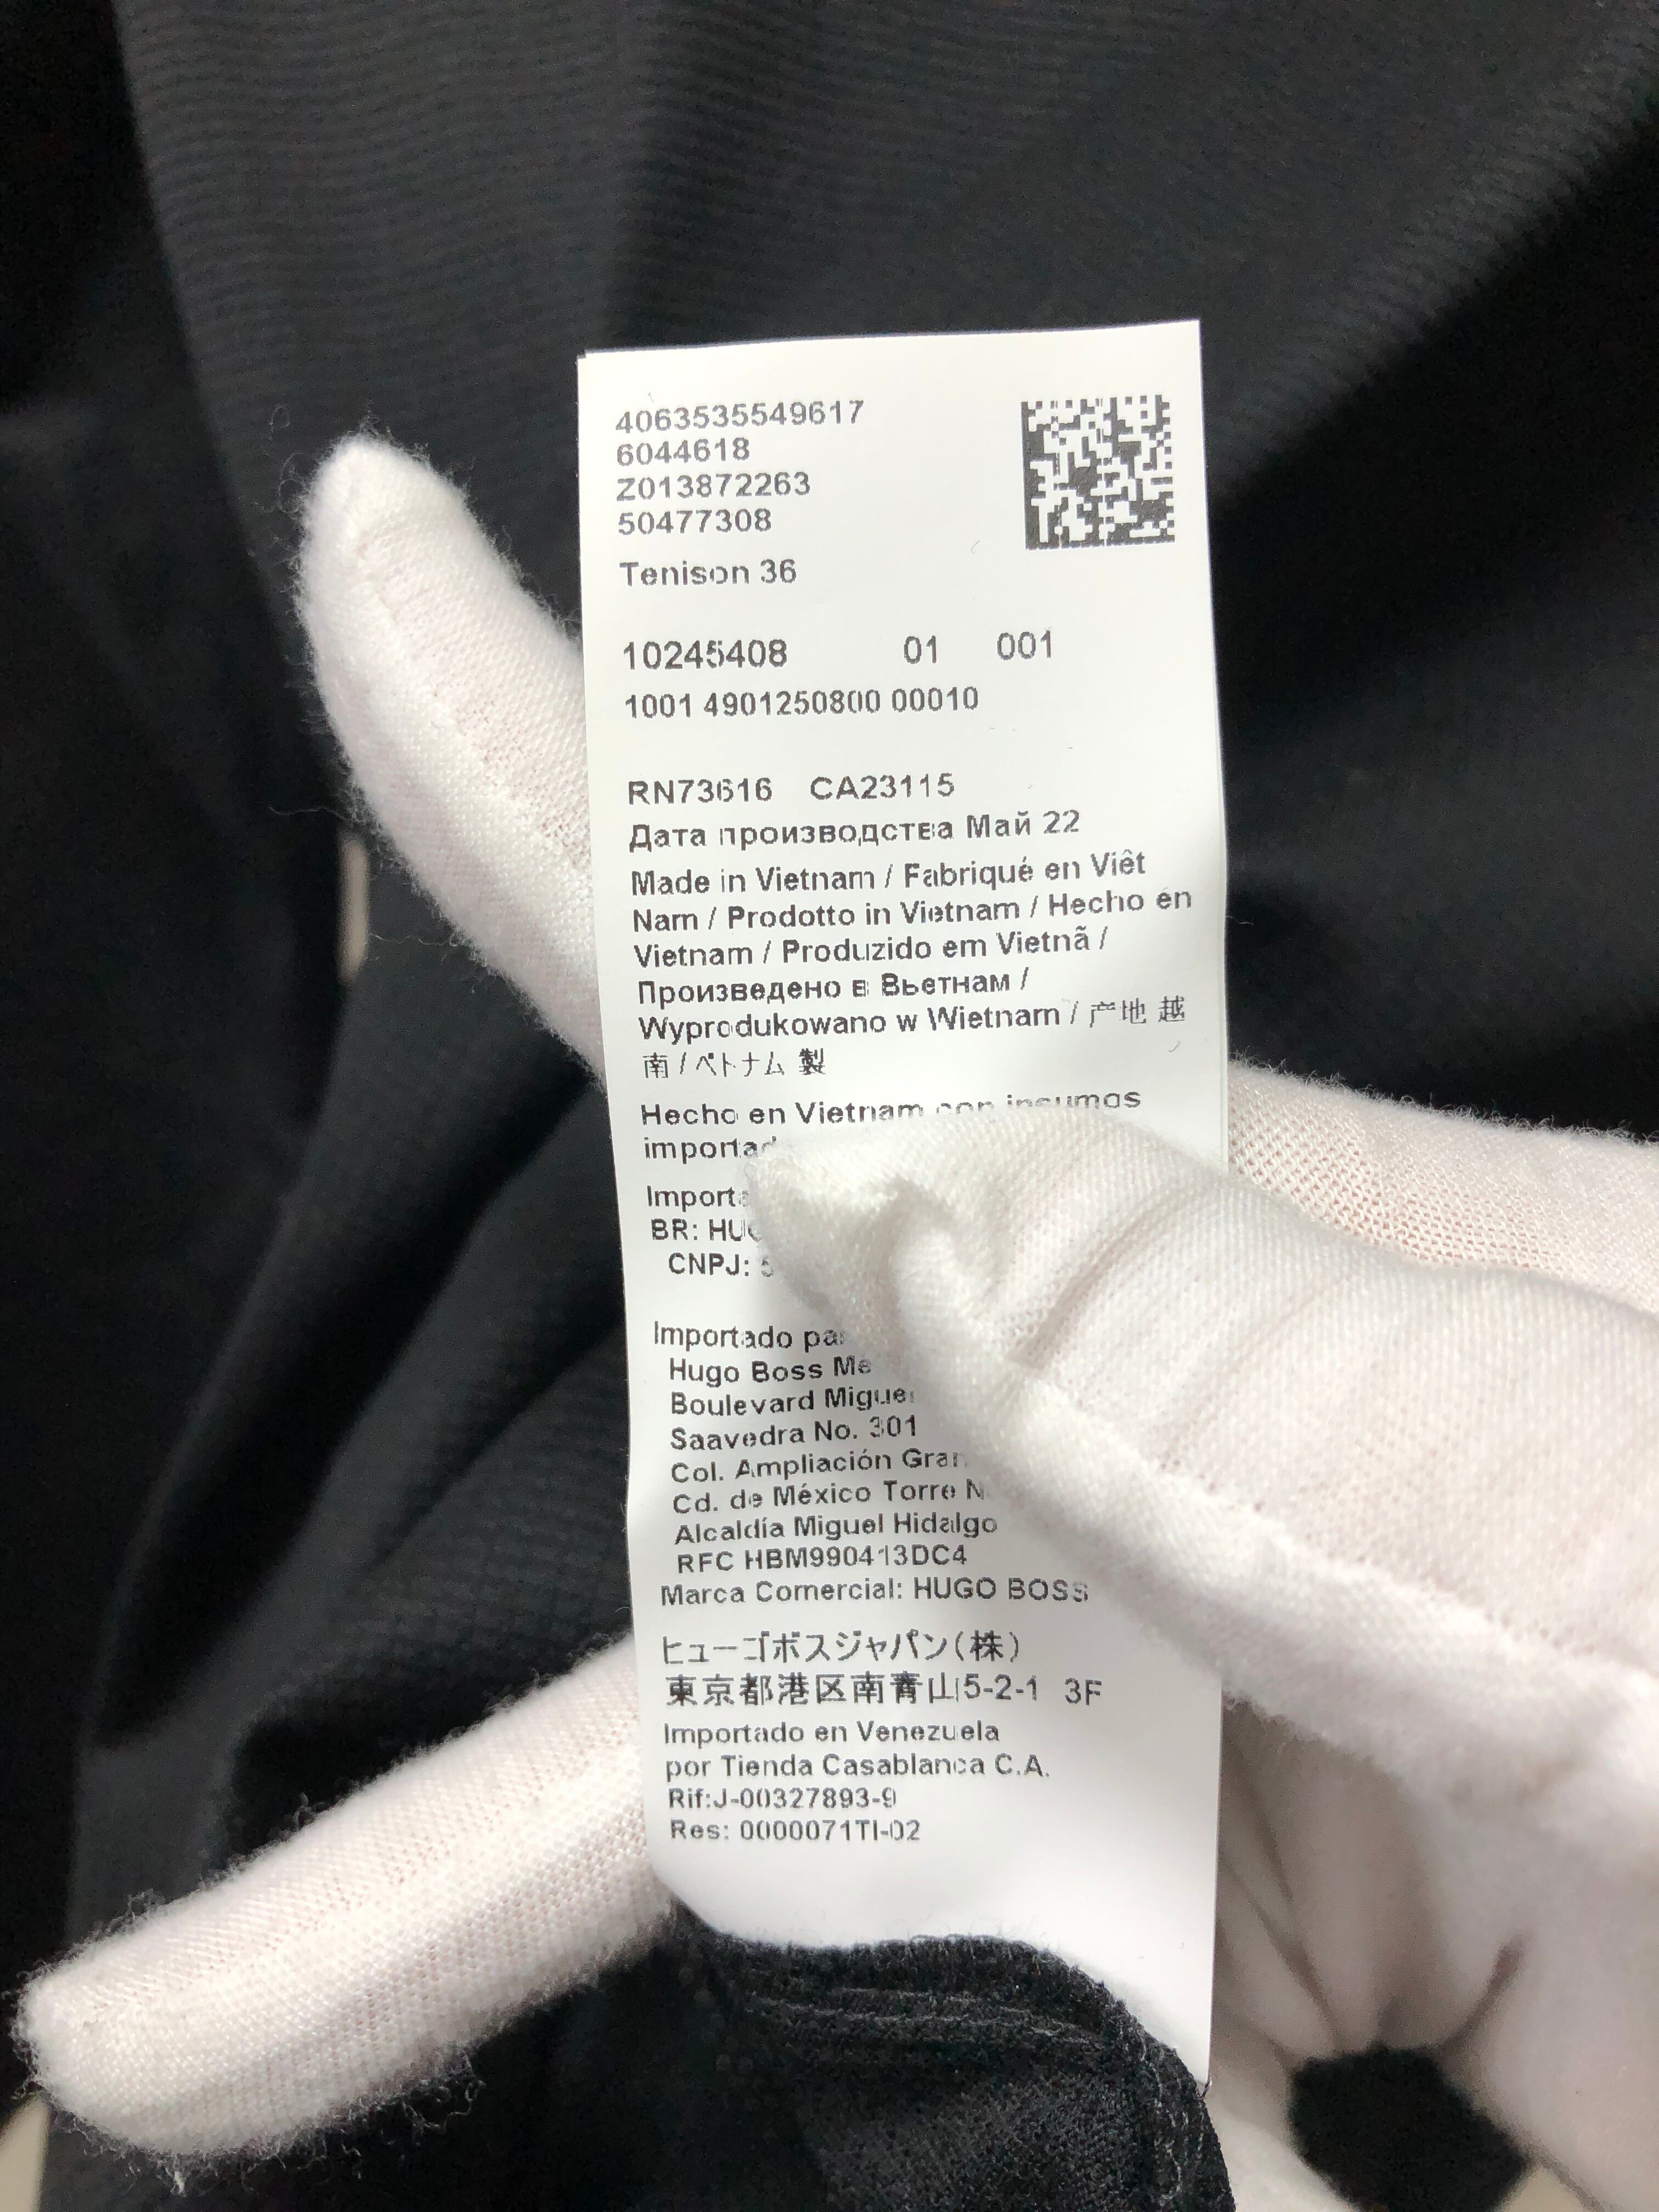 4063535549617
6044618
Z013872263
50477308
Tenison 36
10245408 01 001
1001 4901250800 00010
RN73616 CA23115
Дата производства Май 22
Made in Vietnam / Fabriqué en Viêt
Nam / Prodotto in Vietnam / Hecho en
Vietnam / Produzido em Vietnã /
Произведено в Вьетнам /
Wyprodukowano w Wietnam / 产地 越
南 / ベトナム 製
Hecho en Vietnam con insumos
BR:
CNPJ:
Importado
Hugo Boss
Boulevard
Saavedra No. 301
Col. Ampliación
Cd. de México Torre
Alcaldía Miguel Hidalgo
RFC HBM990413DC4
Marca Comercial: HUGO BOSS
ヒューゴボスジャパン(株)
東京都港区南青山5-2-1 3F
Importado en Venezuela
por Tienda Casablanca C.A.
Rif:J-00327893-9
Res: 0000071TI-02